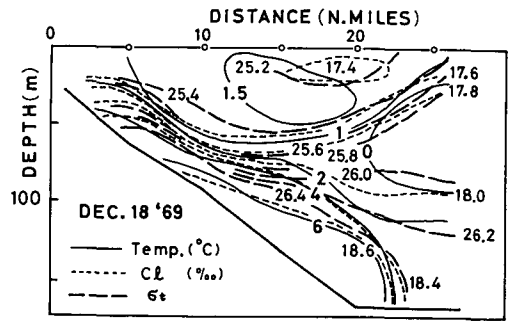 DISTANCE (N.MILES)
0 10 20
DEPTH (m)
100
25.2 17.4
1.5
25.4
17.6
17.8
1
25.6 25.8 0
26.0
2
26.4 4
18.0
6
26.2
18.6
18.4
DEC. 18 '69
Temp. (°C)
Cl (‰)
σt